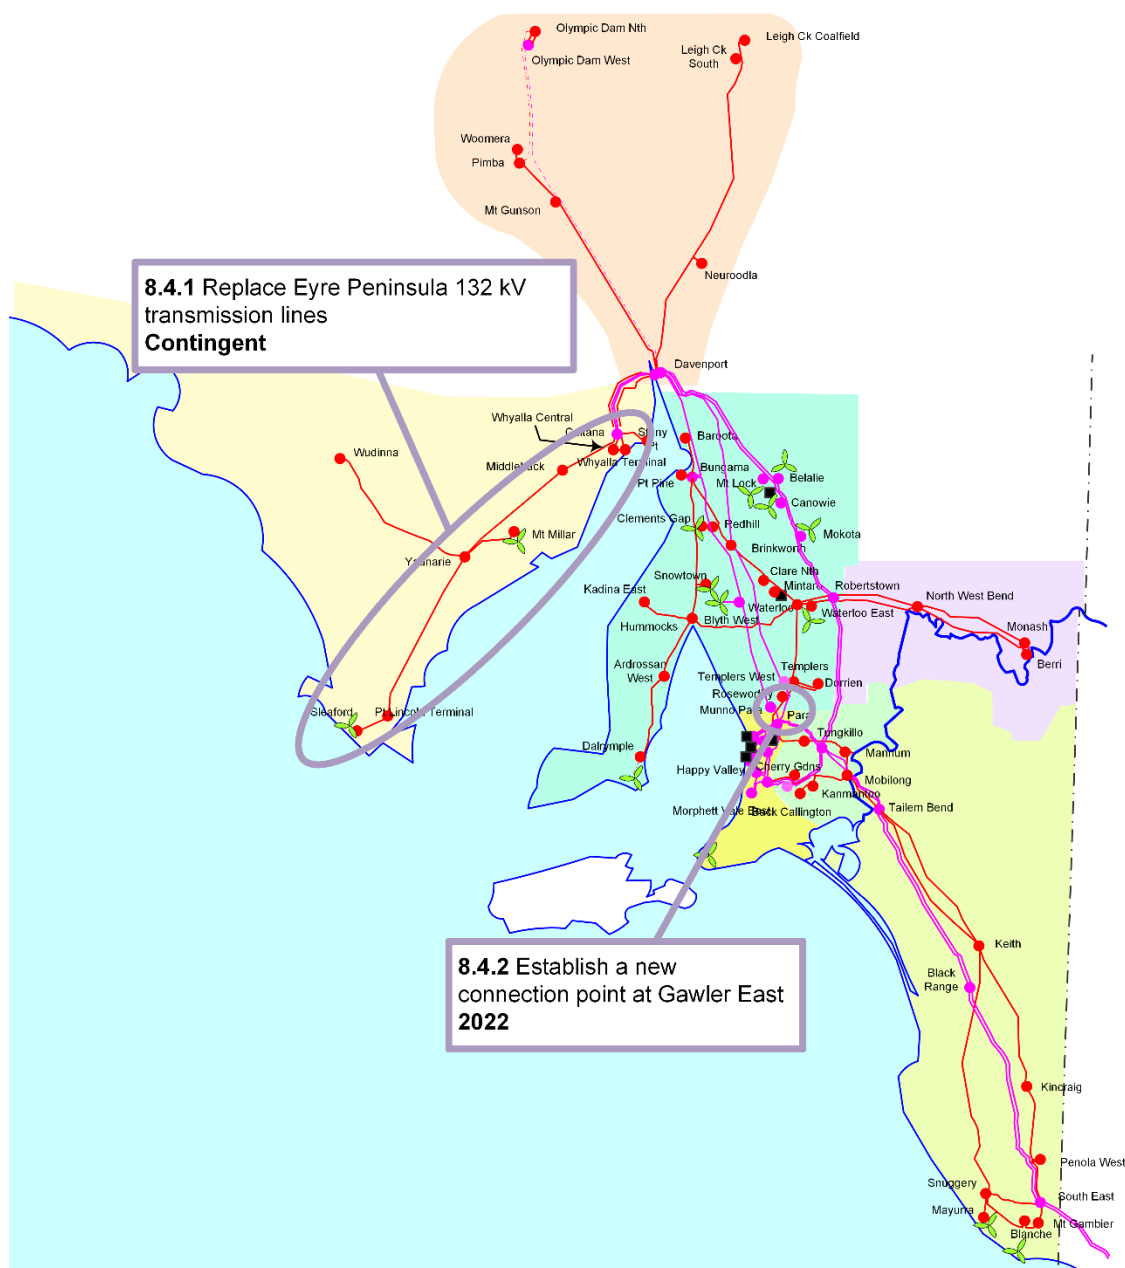 Olympic Dam Nth
Leigh Ck Coalfield
Leigh Ck
South
Olympic Dam West
Woomera
Pimba
Mt Gunson
Neuroodla
8.4.1 Replace Eyre Peninsula 132 kV
transmission lines
Contingent
Davenport
Whyalla Central
Cultana
Stony
Pt
Baroota
Wudinna
Middleback
Whyalla Terminal
Bungama
Belalie
Pt Pirie
Mt Lock
Canowie
Clements Gap
Redhill
Mokota
Mt Millar
Brinkworth
Yadnarie
Clare Nth
Snowtown
Mintaro
Robertstown
Kadina East
North West Bend
Waterloo
Waterloo East
Hummocks
Blyth West
Monash
Berri
Ardrossan
West
Templers
Templers West
Dorrien
Roseworthy
Munno Para
Para
Sleaford
Pt Lincoln Terminal
Tungkillo
Mannum
Dalrymple
Happy Valley
Cherry Gdns
Mobilong
Kanmantoo
Morphett Vale East
Back Callington
Tailem Bend
8.4.2 Establish a new
connection point at Gawler East
2022
Keith
Black
Range
Kincraig
Penola West
Snuggery
South East
Mayurra
Mt Gambier
Blanche